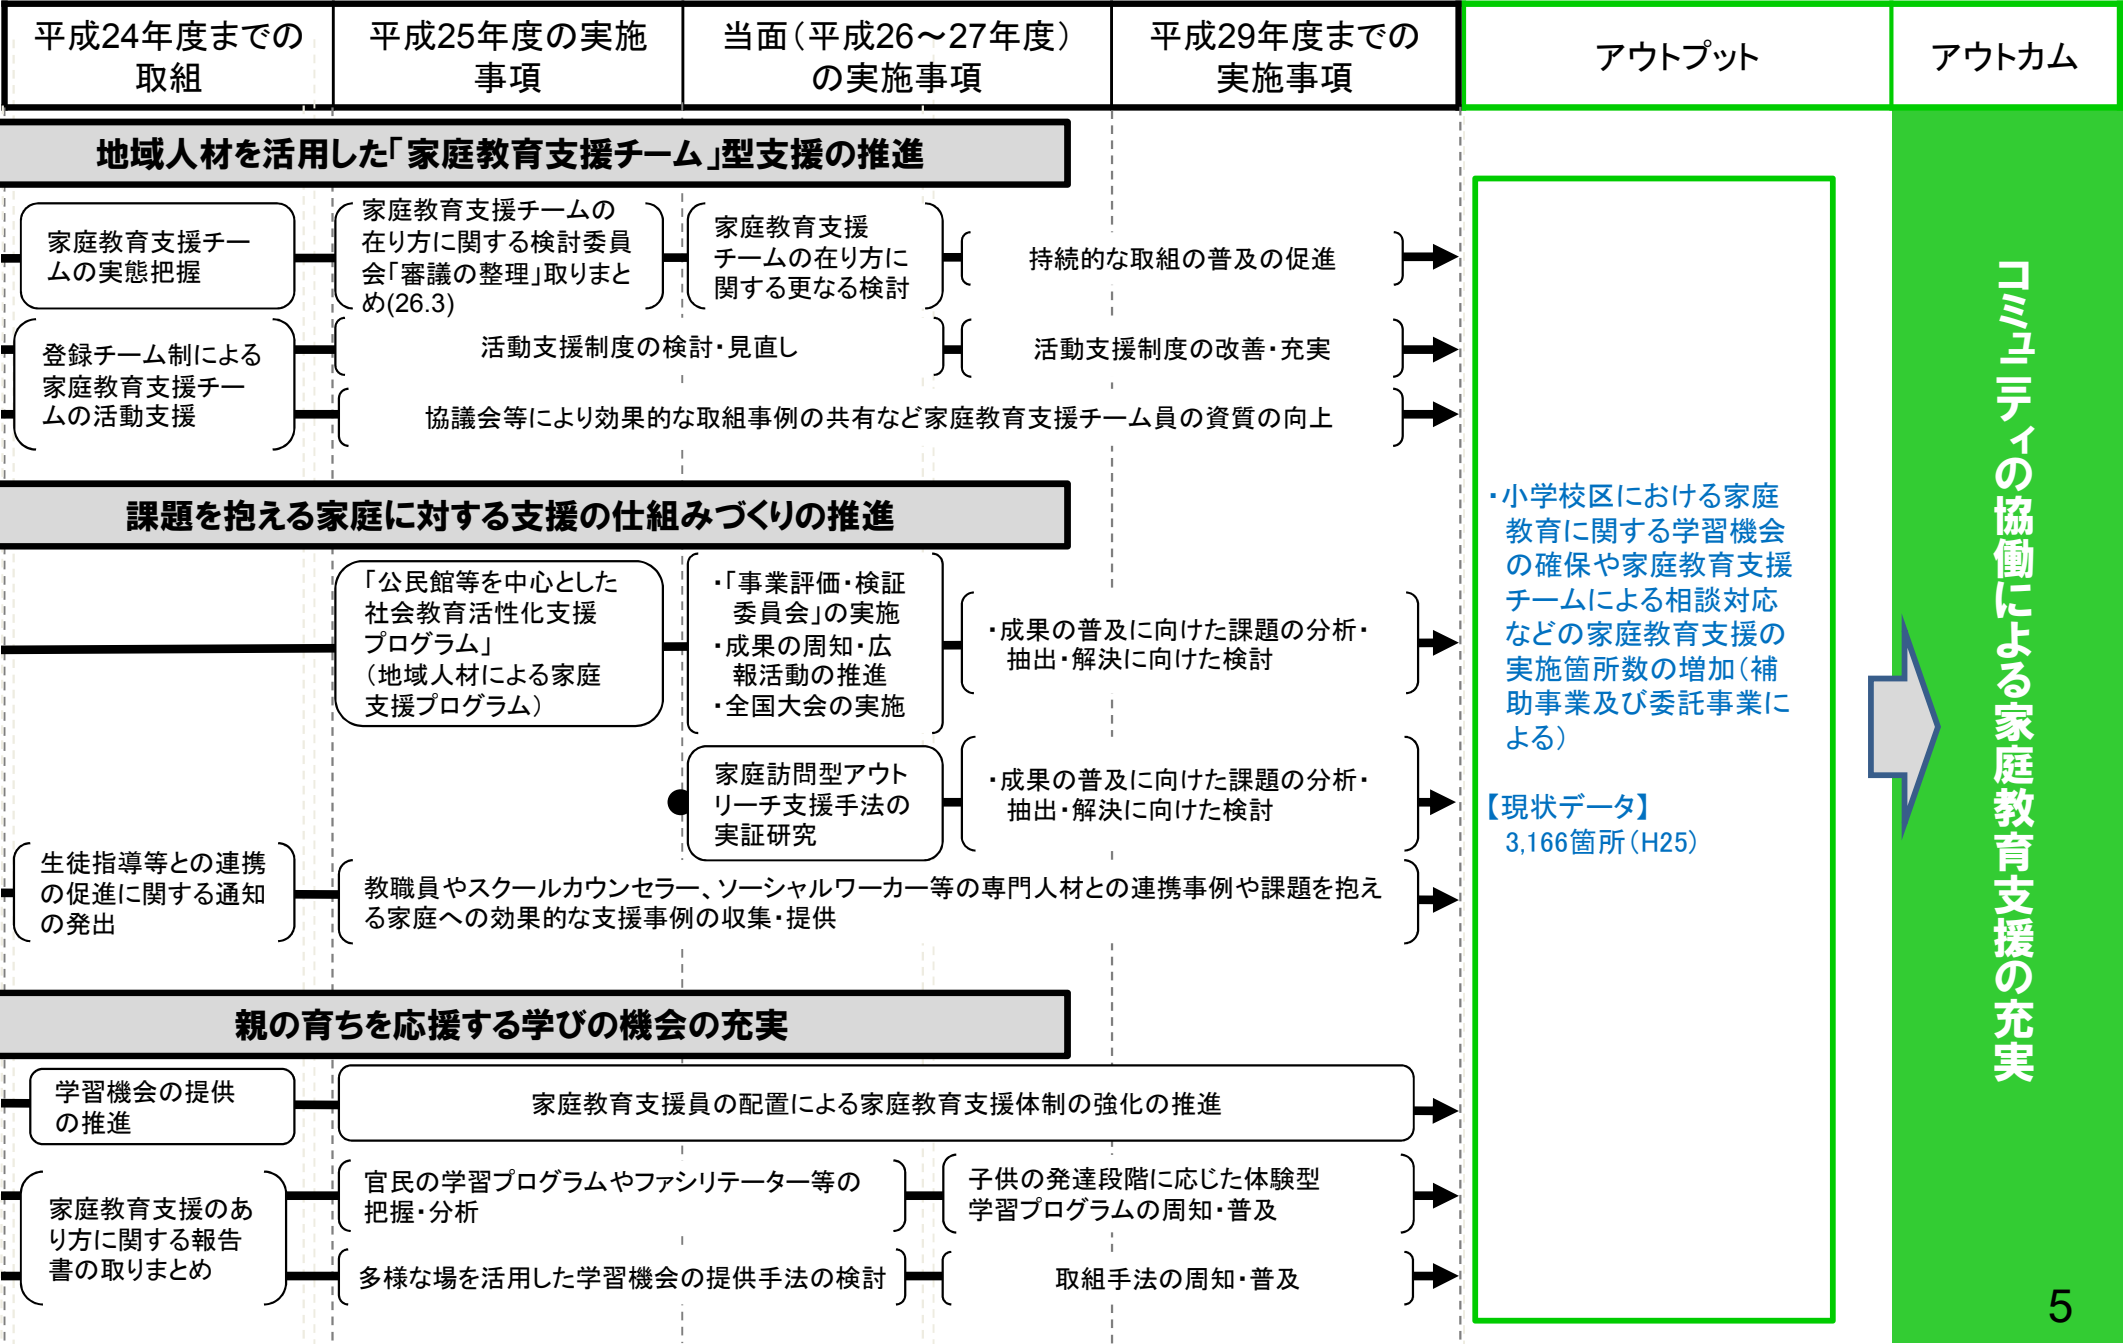 平成24年度までの
取組
平成25年度の実施
事項
当面（平成26～27年度）
の実施事項
平成29年度までの
実施事項
アウトプット
アウトカム
地域人材を活用した「家庭教育支援チーム」型支援の推進
家庭教育支援チー
ムの実態把握
家庭教育支援チームの
在り方に関する検討委員
会「審議の整理」取りまと
め(26.3)
家庭教育支援
チームの在り方に
関する更なる検討
持続的な取組の普及の促進
登録チーム制による
家庭教育支援チー
ムの活動支援
活動支援制度の検討・見直し
活動支援制度の改善・充実
協議会等により効果的な取組事例の共有など家庭教育支援チーム員の資質の向上
課題を抱える家庭に対する支援の仕組みづくりの推進
「公民館等を中心とした
社会教育活性化支援
プログラム」
（地域人材による家庭
支援プログラム）
・「事業評価・検証
委員会」の実施
・成果の周知・広
報活動の推進
・全国大会の実施
・成果の普及に向けた課題の分析・
抽出・解決に向けた検討
家庭訪問型アウト
リーチ支援手法の
実証研究
・成果の普及に向けた課題の分析・
抽出・解決に向けた検討
生徒指導等との連携
の促進に関する通知
の発出
教職員やスクールカウンセラー、ソーシャルワーカー等の専門人材との連携事例や課題を抱え
る家庭への効果的な支援事例の収集・提供
親の育ちを応援する学びの機会の充実
学習機会の提供
の推進
家庭教育支援員の配置による家庭教育支援体制の強化の推進
家庭教育支援のあ
り方に関する報告
書の取りまとめ
官民の学習プログラムやファシリテーター等の
把握・分析
子供の発達段階に応じた体験型
学習プログラムの周知・普及
多様な場を活用した学習機会の提供手法の検討
取組手法の周知・普及
・小学校区における家庭
教育に関する学習機会
の確保や家庭教育支援
チームによる相談対応
などの家庭教育支援の
実施箇所数の増加（補
助事業及び委託事業に
よる）
【現状データ】
3,166箇所（H25）
コミュニティの協働による家庭教育支援の充実
5